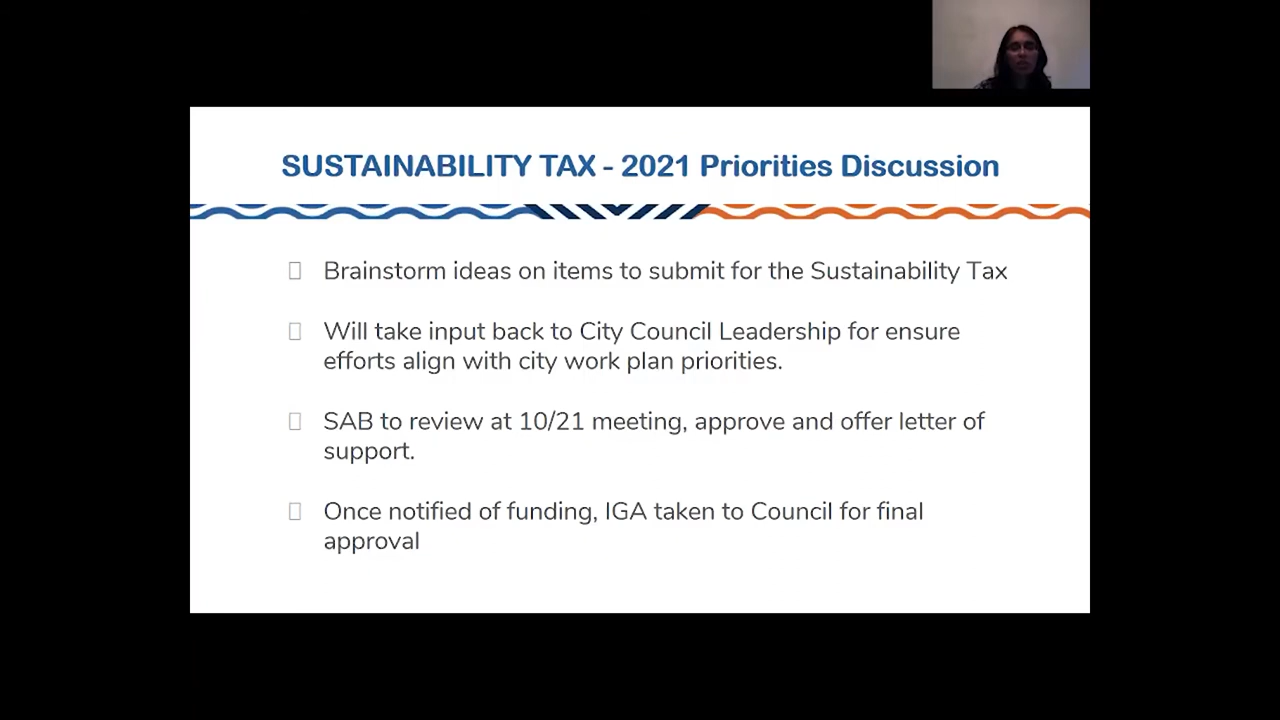 SUSTAINABILITY TAX - 2021 Priorities Discussion
Brainstorm ideas on items to submit for the Sustainability Tax
Will take input back to City Council Leadership for ensure
efforts align with city work plan priorities.
SAB to review at 10/21 meeting, approve and offer letter of
support.
Once notified of funding, IGA taken to Council for final
approval